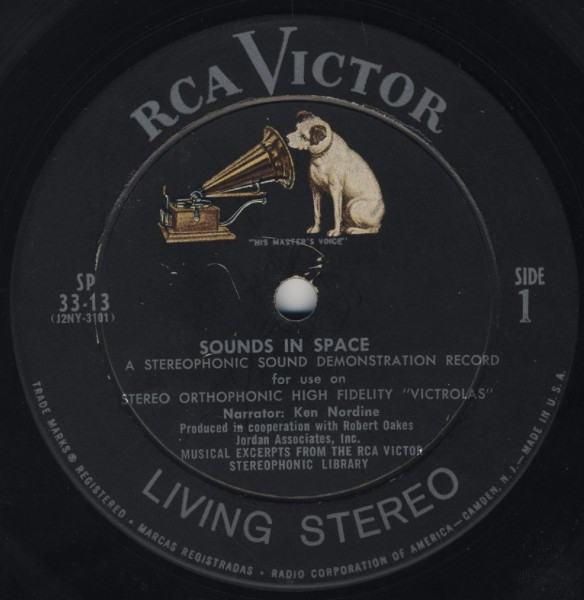 RCA VICTOR
"HIS MASTER'S VOICE"
SP
33-13
(J2NY-3101)
SIDE
1
SOUNDS IN SPACE
A STEREOPHONIC SOUND DEMONSTRATION RECORD
for use on
STEREO ORTHOPHONIC HIGH FIDELITY "VICTROLAS"
Narrator: Ken Nordine
Produced in cooperation with Robert Oakes
Jordan Associates, Inc.
MUSICAL EXCERPTS FROM THE RCA VICTOR
STEREOPHONIC LIBRARY
LIVING STEREO
TRADE MARKS ® REGISTERED • MARCAS REGISTRADAS • RADIO CORPORATION OF AMERICA—CAMDEN, N. J.—MADE IN U.S.A.